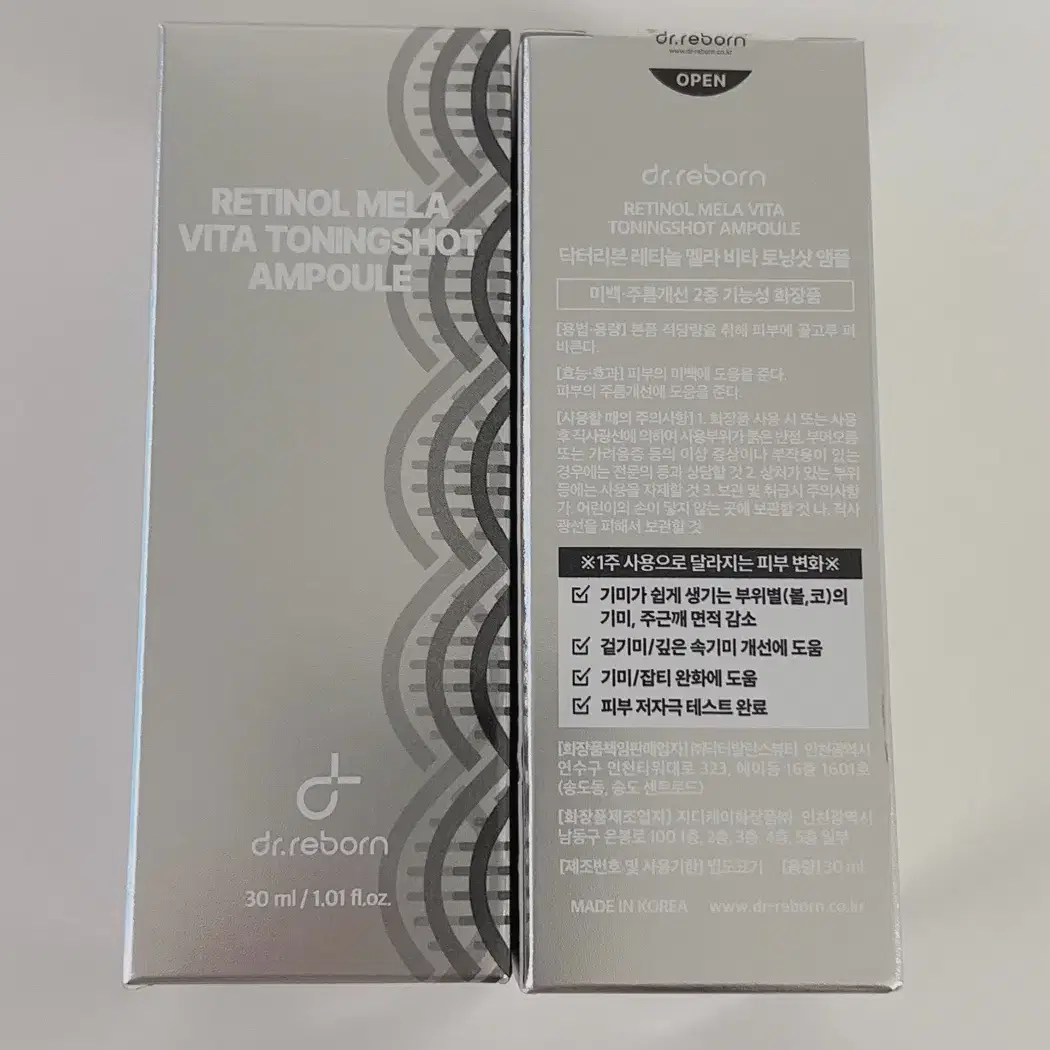 RETINOL MELA
VITA TONINGSHOT
AMPOULE
dr.reborn
30 ml / 1.01 fl.oz.
dr.reborn
www.dr-reborn.co.kr
OPEN
dr.reborn
RETINOL MELA VITA
TONINGSHOT AMPOULE
닥터리본 레티놀 멜라 비타 토닝샷 앰플
미백·주름개선 2중 기능성 화장품
[용법·용량] 본품 적당량을 취해 피부에 골고루 펴
바른다.
[효능·효과] 피부의 미백에 도움을 준다.
피부의 주름개선에 도움을 준다.
[사용할 때의 주의사항] 1. 화장품 사용 시 또는 사용
후 직사광선에 의하여 사용부위가 붉은 반점, 부어오름
또는 가려움증 등의 이상 증상이나 부작용이 있는
경우에는 전문의 등과 상담할 것 2. 상처가 있는 부위
등에는 사용을 자제할 것 3. 보관 및 취급시 주의사항
가. 어린이의 손이 닿지 않는 곳에 보관할 것 나. 직사
광선을 피해서 보관할 것
※1주 사용으로 달라지는 피부 변화※
기미가 쉽게 생기는 부위별(볼,코)의
기미, 주근깨 면적 감소
겉기미/깊은 속기미 개선에 도움
기미/잡티 완화에 도움
피부 저자극 테스트 완료
[화장품책임판매업자] ㈜닥터발란스뷰티 인천광역시
연수구 인천타워대로 323, 에이동 16층 1601호
(송도동, 송도 센트로드)
[화장품제조업자] 지디케이화장품㈜ 인천광역시
남동구 은봉로 100 1층, 2층, 3층, 4층, 5층 일부
[제조번호 및 사용기한] 별도표기 [용량] 30 ml
MADE IN KOREA www.dr-reborn.co.kr